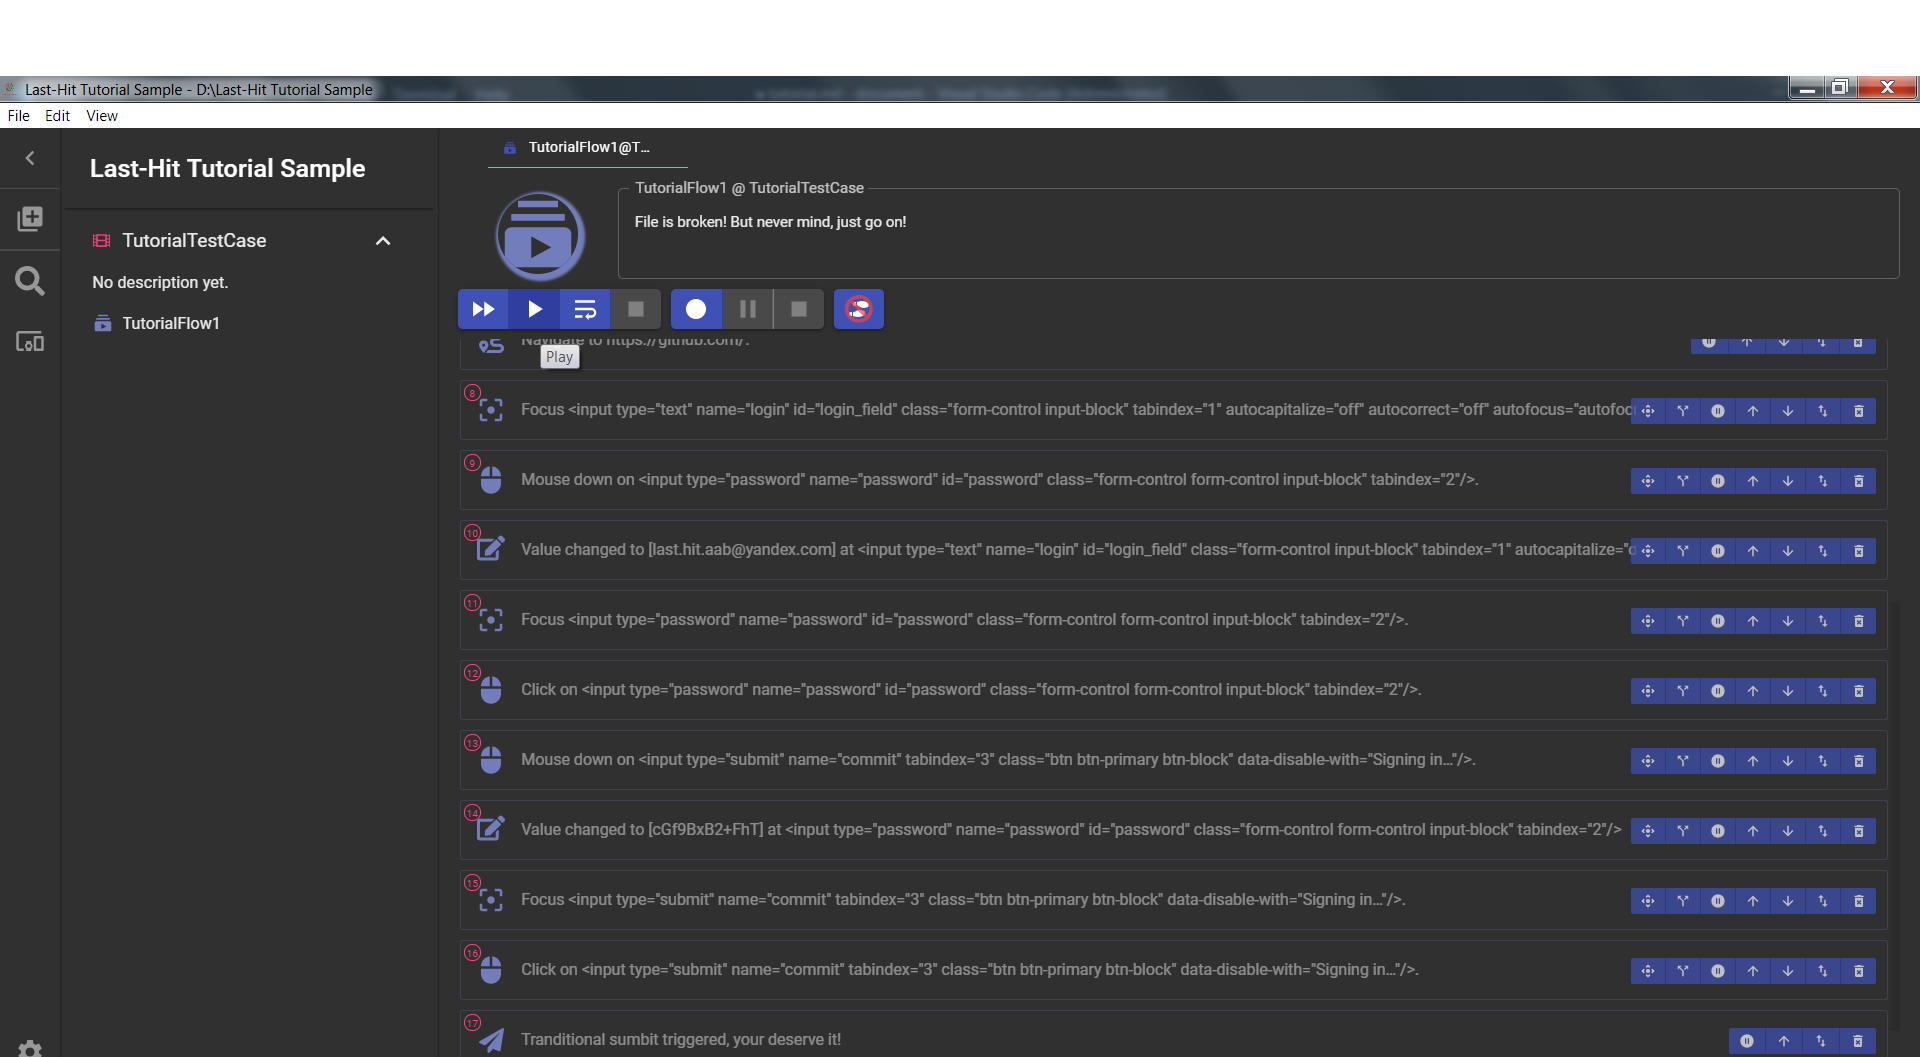 Last-Hit Tutorial Sample - D:\Last-Hit Tutorial Sample
File Edit View
Last-Hit Tutorial Sample
TutorialTestCase
No description yet.
TutorialFlow1
TutorialFlow1@T...
TutorialFlow1 @ TutorialTestCase
File is broken! But never mind, just go on!
Navigate to https://github.com/.
Play
8
Focus <input type="text" name="login" id="login_field" class="form-control input-block" tabindex="1" autocapitalize="off" autocorrect="off" autofocus="autofoc
9
Mouse down on <input type="password" name="password" id="password" class="form-control form-control input-block" tabindex="2"/>.
10
Value changed to [last.hit.aab@yandex.com] at <input type="text" name="login" id="login_field" class="form-control input-block" tabindex="1" autocapitalize="o
11
Focus <input type="password" name="password" id="password" class="form-control form-control input-block" tabindex="2"/>.
12
Click on <input type="password" name="password" id="password" class="form-control form-control input-block" tabindex="2"/>.
13
Mouse down on <input type="submit" name="commit" tabindex="3" class="btn btn-primary btn-block" data-disable-with="Signing in…"/>.
14
Value changed to [cGf9BxB2+FhT] at <input type="password" name="password" id="password" class="form-control form-control input-block" tabindex="2"/>
15
Focus <input type="submit" name="commit" tabindex="3" class="btn btn-primary btn-block" data-disable-with="Signing in…"/>.
16
Click on <input type="submit" name="commit" tabindex="3" class="btn btn-primary btn-block" data-disable-with="Signing in…"/>.
17
Tranditional sumbit triggered, your deserve it!